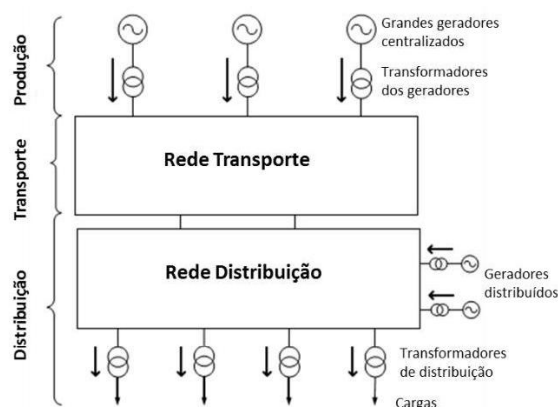 Produção
Grandes geradores
centralizados
Transformadores
dos geradores
Transporte
Rede Transporte
Distribuição
Rede Distribuição
Geradores
distribuídos
Transformadores
de distribuição
Cargas